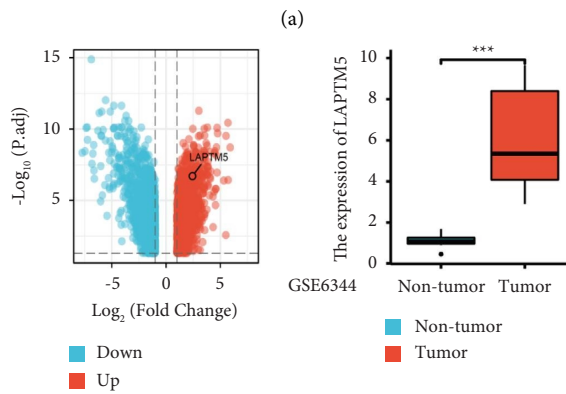 (a)
15
10
5
-Log10 (P.adj)
LAPTM5
-5
0
5
Log2 (Fold Change)
Down
Up
***
10
8
6
4
2
0
The expression of LAPTM5
GSE6344
Non-tumor
Tumor
Non-tumor
Tumor